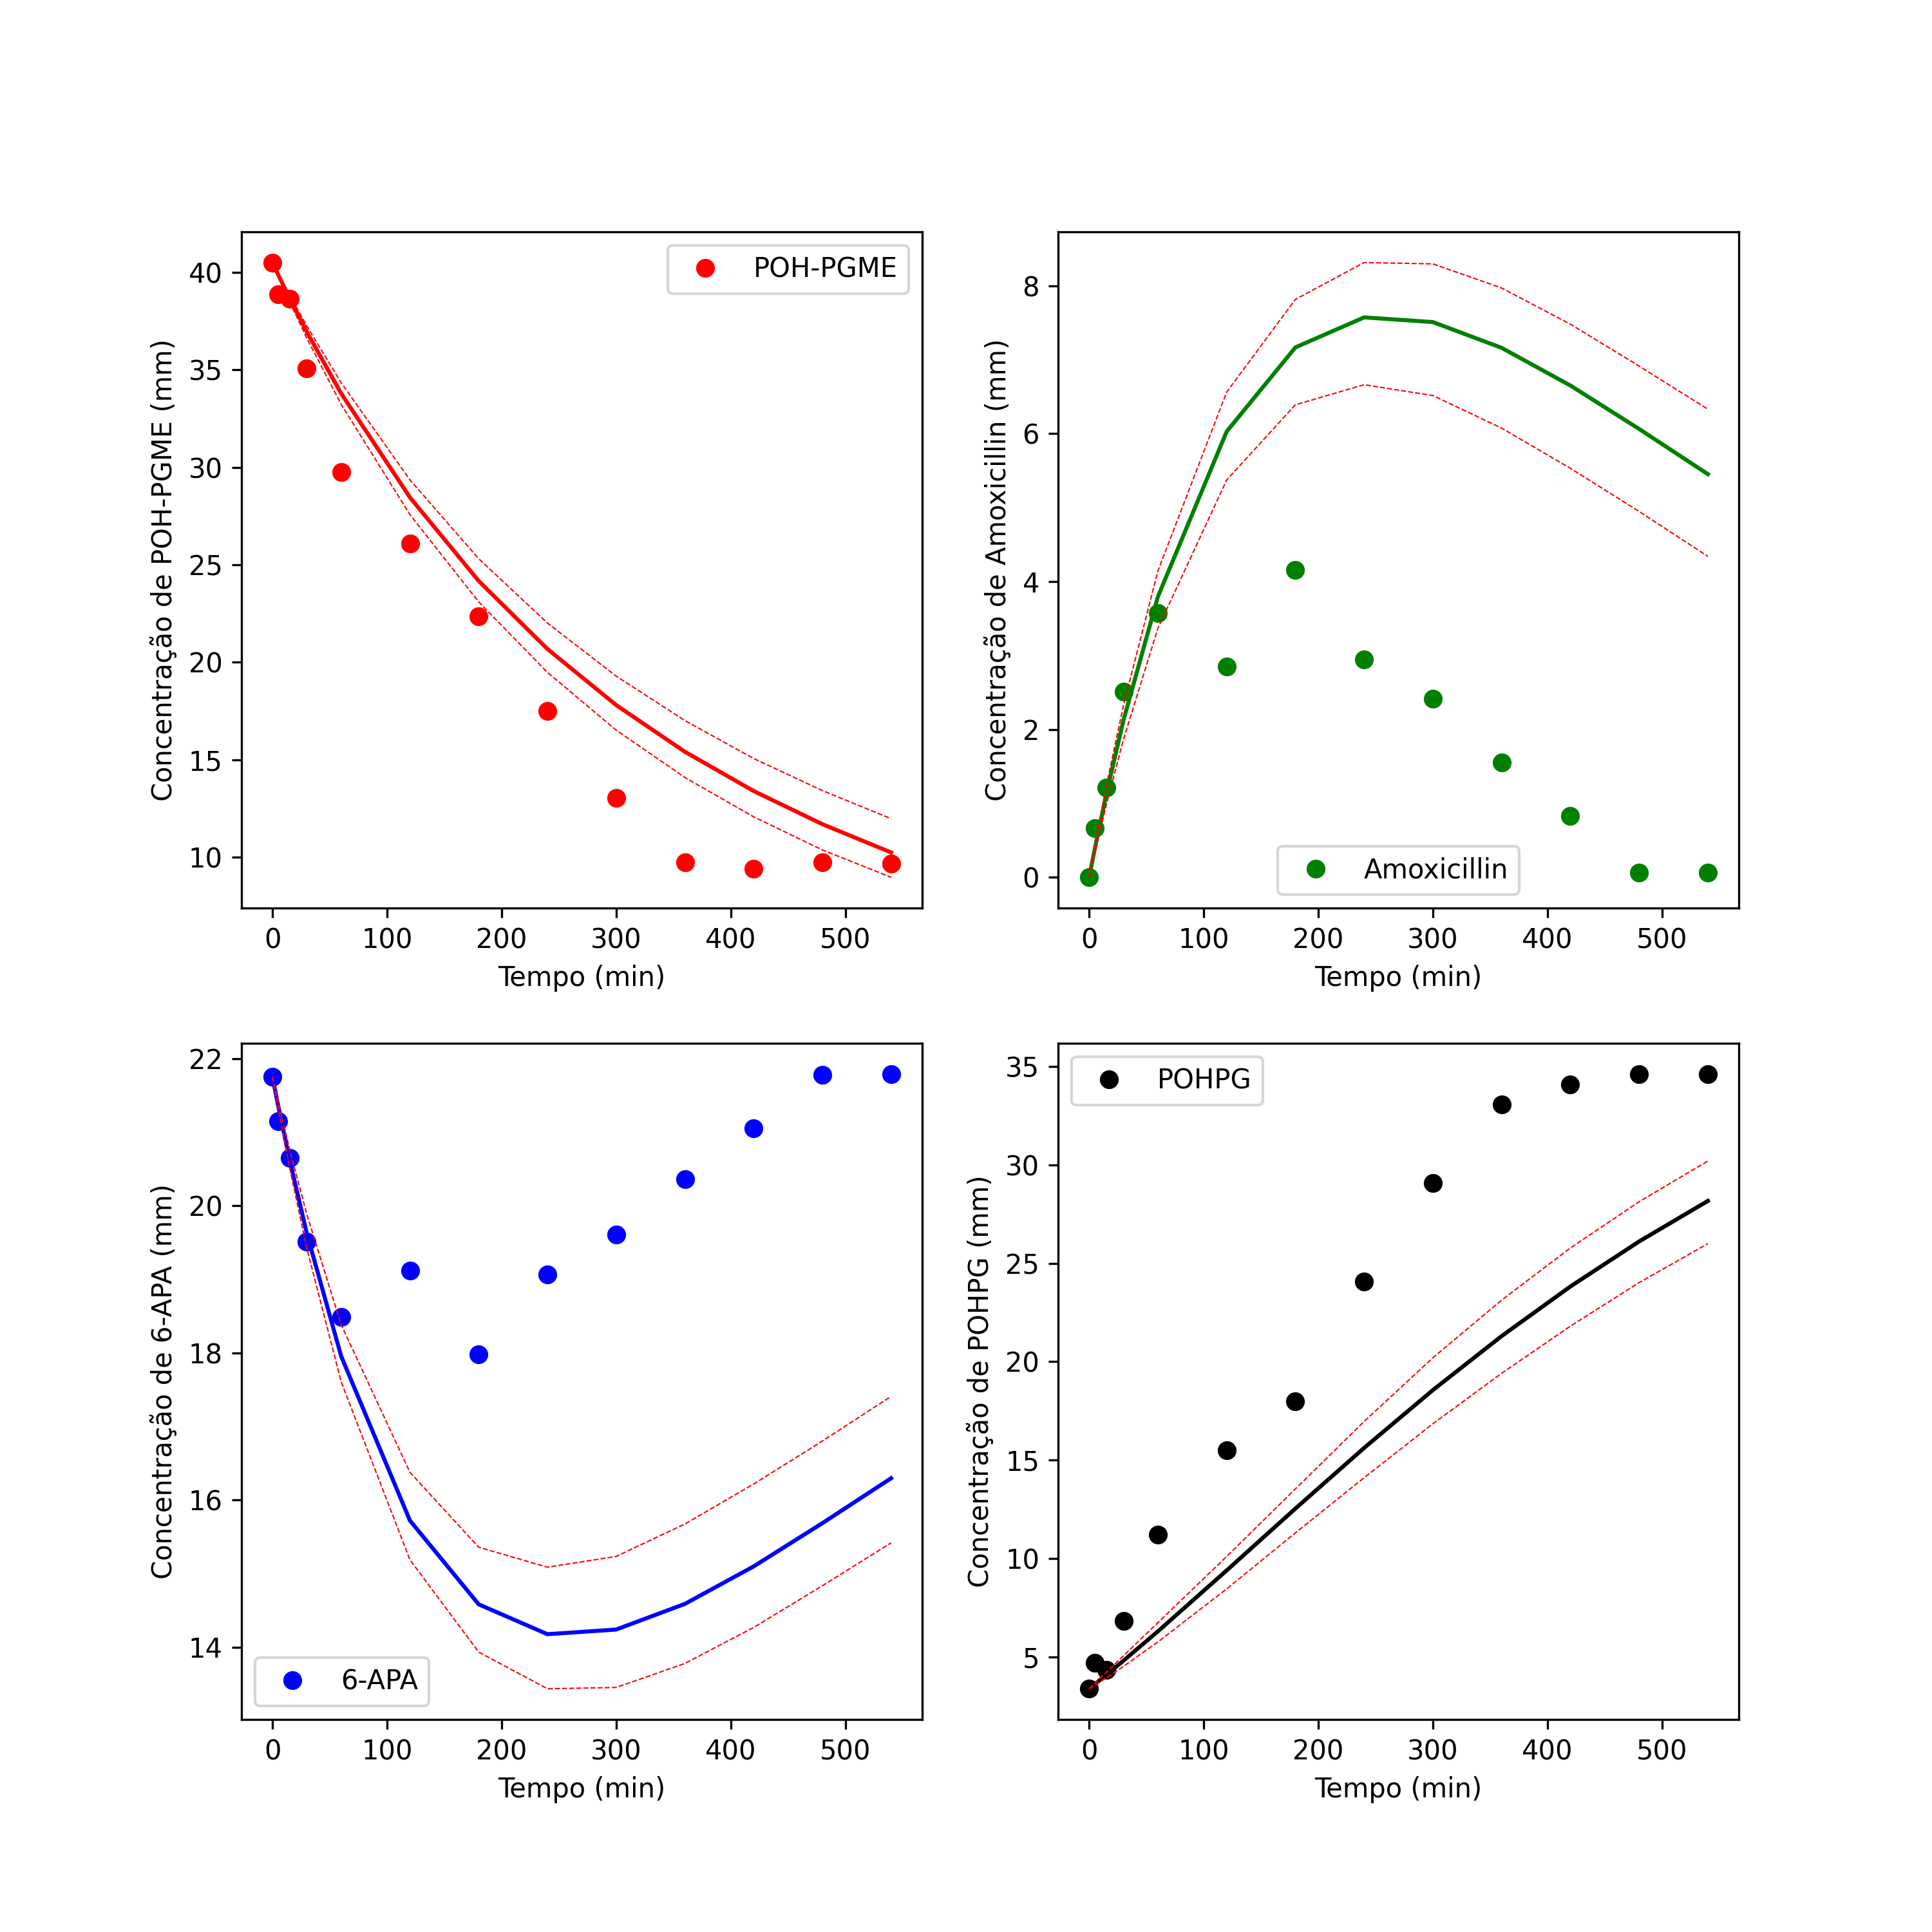 POH-PGME
Concentração de POH-PGME (mm)
40
35
30
25
20
15
10
0 100 200 300 400 500
Tempo (min)
Amoxicillin
Concentração de Amoxicillin (mm)
8
6
4
2
0
0 100 200 300 400 500
Tempo (min)
6-APA
Concentração de 6-APA (mm)
22
20
18
16
14
0 100 200 300 400 500
Tempo (min)
POHPG
Concentração de POHPG (mm)
35
30
25
20
15
10
5
0 100 200 300 400 500
Tempo (min)